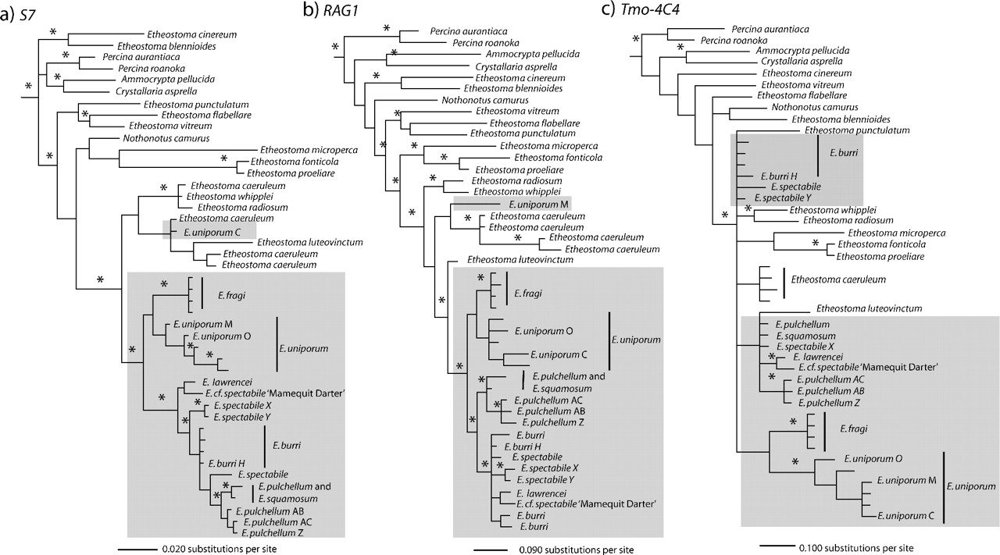 a) S7
*
Etheostoma cinereum
Etheostoma blennioides
*
Percina aurantiaca
Percina roanoka
*
*
Ammocrypta pellucida
Crystallaria asprella
Etheostoma punctulatum
*
Etheostoma flabellare
Etheostoma vitreum
Nothonotus camurus
*
Etheostoma microperca
*
Etheostoma fonticola
Etheostoma proeliare
*
Etheostoma caeruleum
Etheostoma whipplei
Etheostoma radiosum
Etheostoma caeruleum
E. uniporum C
Etheostoma luteovinctum
Etheostoma caeruleum
Etheostoma caeruleum
*
*
E. fragi
E. uniporum M
E. uniporum O
*
*
E. uniporum
*
E. lawrencei
E. cf. spectabile 'Mamequit Darter'
*
*
E. spectabile X
E. spectabile Y
*
E. burri
E. burri H
E. spectabile
*
*
E. pulchellum and
E. squamosum
E. pulchellum AB
E. pulchellum AC
E. pulchellum Z
0.020 substitutions per site
b) RAG1
*
*
Percina aurantiaca
Percina roanoka
*
Ammocrypta pellucida
Crystallaria asprella
*
Etheostoma cinereum
Etheostoma blennioides
Nothonotus camurus
*
Etheostoma vitreum
Etheostoma flabellare
Etheostoma punctulatum
*
*
Etheostoma microperca
*
Etheostoma fonticola
Etheostoma proeliare
*
*
Etheostoma radiosum
Etheostoma whipplei
*
E. uniporum M
*
Etheostoma caeruleum
Etheostoma caeruleum
*
Etheostoma caeruleum
Etheostoma caeruleum
Etheostoma luteovinctum
*
*
E. fragi
E. uniporum O
E. uniporum
E. uniporum C
*
*
E. pulchellum and
E. squamosum
*
E. pulchellum AC
E. pulchellum AB
E. pulchellum Z
*
E. burri
E. burri H
E. spectabile
*
*
E. spectabile X
E. spectabile Y
E. lawrencei
E. cf. spectabile 'Mamequit Darter'
E. burri
E. burri
0.090 substitutions per site
c) Tmo-4C4
*
Percina aurantiaca
Percina roanoka
*
Ammocrypta pellucida
Crystallaria asprella
Etheostoma cinereum
Etheostoma vitreum
Etheostoma flabellare
Nothonotus camurus
Etheostoma blennioides
Etheostoma punctulatum
E. burri
E. burri H
E. spectabile
E. spectabile Y
*
*
Etheostoma whipplei
Etheostoma radiosum
Etheostoma microperca
*
Etheostoma fonticola
Etheostoma proeliare
Etheostoma caeruleum
Etheostoma luteovinctum
E. pulchellum
E. squamosum
E. spectabile X
*
E. lawrencei
E. cf. spectabile 'Mamequit Darter'
*
E. pulchellum AC
E. pulchellum AB
E. pulchellum Z
*
E. fragi
*
E. uniporum O
E. uniporum M
E. uniporum
E. uniporum C
0.100 substitutions per site